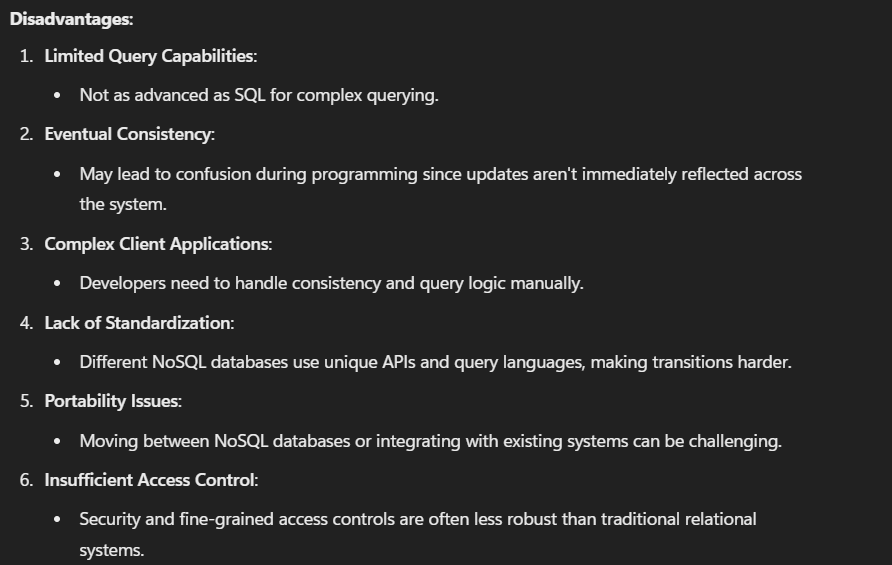 Disadvantages:
1. Limited Query Capabilities:
• Not as advanced as SQL for complex querying.
2. Eventual Consistency:
• May lead to confusion during programming since updates aren't immediately reflected across
the system.
3. Complex Client Applications:
• Developers need to handle consistency and query logic manually.
4. Lack of Standardization:
• Different NoSQL databases use unique APIs and query languages, making transitions harder.
5. Portability Issues:
• Moving between NoSQL databases or integrating with existing systems can be challenging.
6. Insufficient Access Control:
• Security and fine-grained access controls are often less robust than traditional relational
systems.